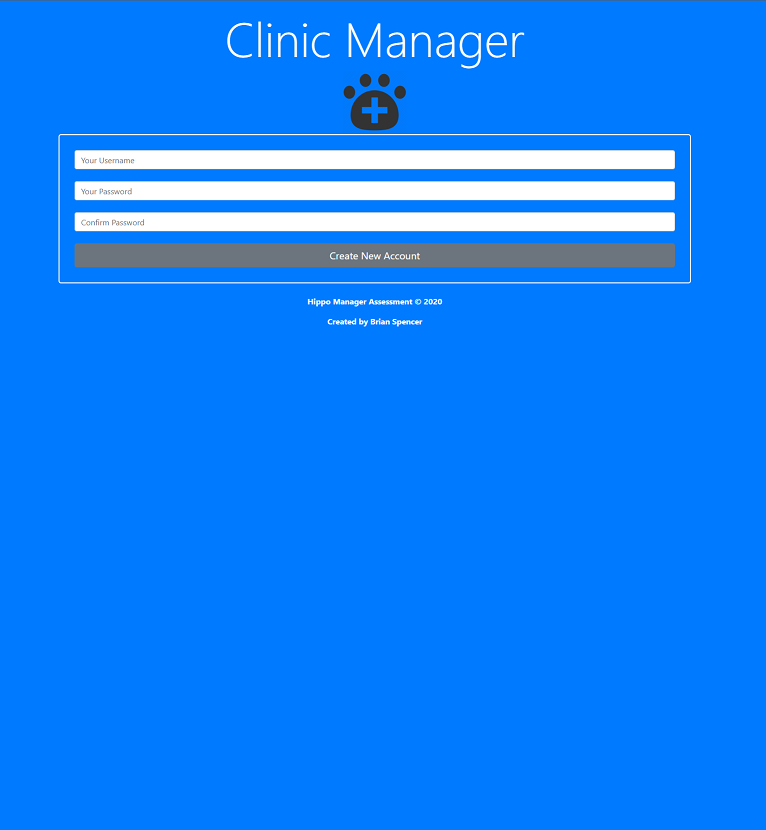 Clinic Manager
Your Username
Your Password
Confirm Password
Create New Account
Hippo Manager Assessment © 2020
Created by Brian Spencer